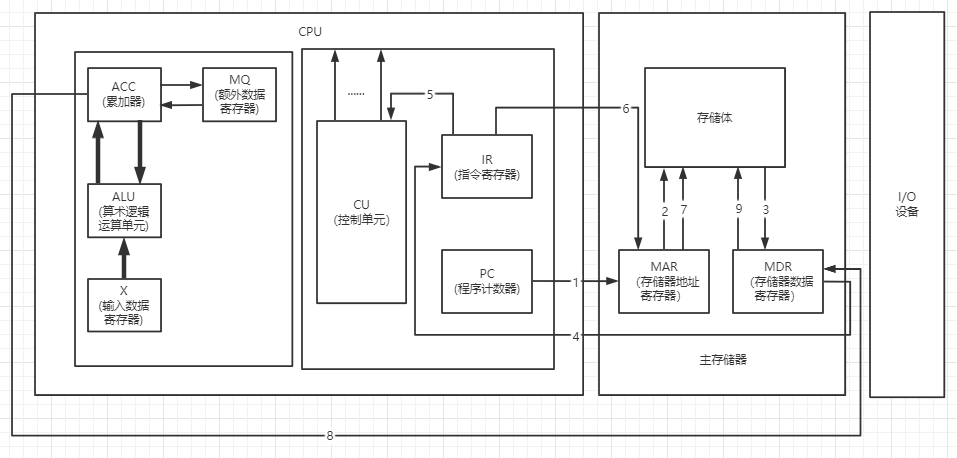 CPU
ACC
(累加器)
MQ
(额外数据
寄存器)
ALU
(算术逻辑
运算单元)
X
(输入数据
寄存器)
......
CU
(控制单元)
5
IR
(指令寄存器)
PC
(程序计数器)
6
1
4
存储体
2
7
9
3
MAR
(存储器地址
寄存器)
MDR
(存储器数据
寄存器)
主存储器
I/O
设备
8